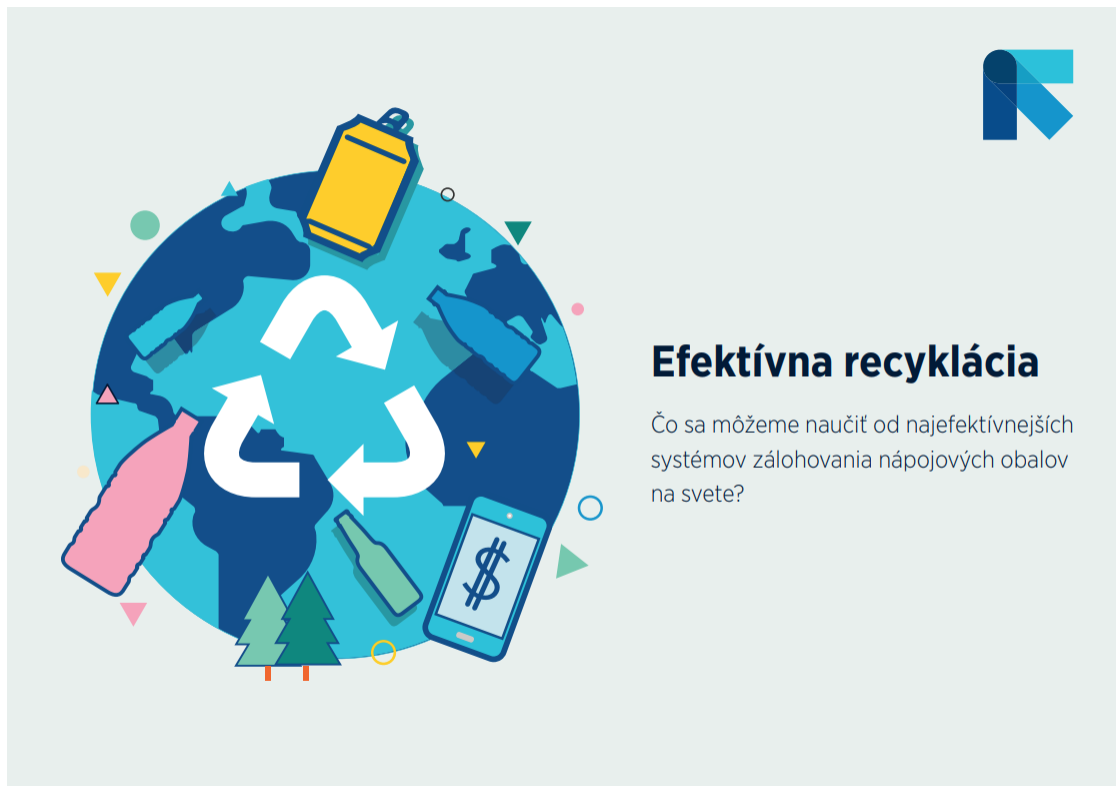 Efektívna recyklácia
Čo sa môžeme naučiť od najefektívnejších
systémov zálohovania nápojových obalov
na svete?
$